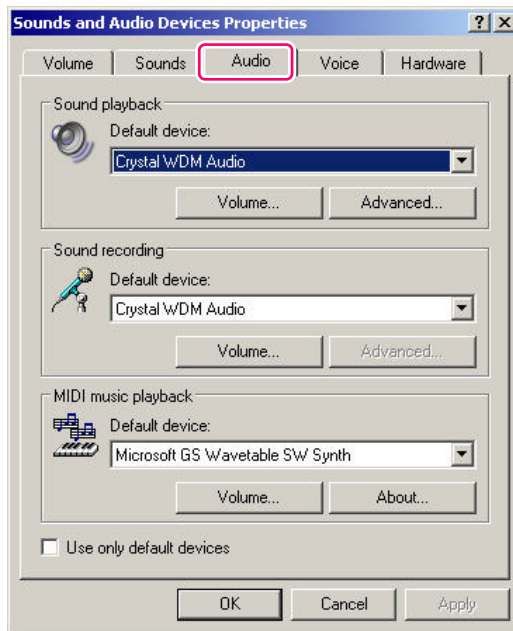 Sounds and Audio Devices Properties
Volume Sounds Audio Voice Hardware
Sound playback
Default device:
Crystal WDM Audio
Volume... Advanced...
Sound recording
Default device:
Crystal WDM Audio
Volume... Advanced...
MIDI music playback
Default device:
Microsoft GS Wavetable SW Synth
Volume... About...
Use only default devices
OK Cancel Apply